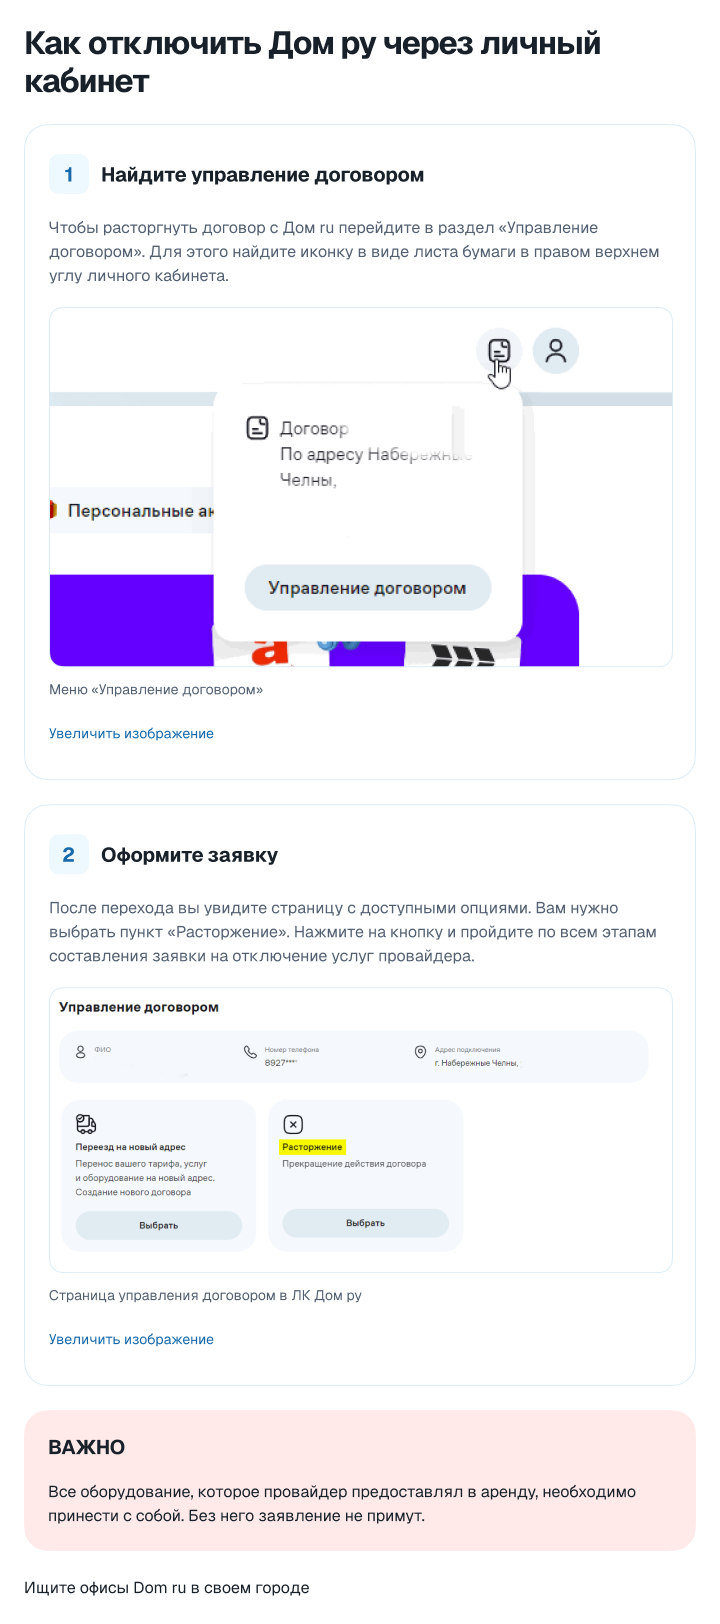 Как отключить Дом ру через личный
кабинет
1 Найдите управление договором
Чтобы расторгнуть договор с Дом ru перейдите в раздел «Управление
договором». Для этого найдите иконку в виде листа бумаги в правом верхнем
углу личного кабинета.
Договор
По адресу Набережные
Челны,
Персональные ак
Управление договором
a
Меню «Управление договором»
Увеличить изображение
2 Оформите заявку
После перехода вы увидите страницу с доступными опциями. Вам нужно
выбрать пункт «Расторжение». Нажмите на кнопку и пройдите по всем этапам
составления заявки на отключение услуг провайдера.
Управление договором
ФИО
Номер телефона
8927***
Адрес подключения
г. Набережные Челны,
Переезд на новый адрес
Перенос вашего тарифа, услуг
и оборудование на новый адрес.
Создание нового договора
Выбрать
Расторжение
Прекращение действия договора
Выбрать
Страница управления договором в ЛК Дом ру
Увеличить изображение
ВАЖНО
Все оборудование, которое провайдер предоставлял в аренду, необходимо
принести с собой. Без него заявление не примут.
Ищите офисы Dom ru в своем городе